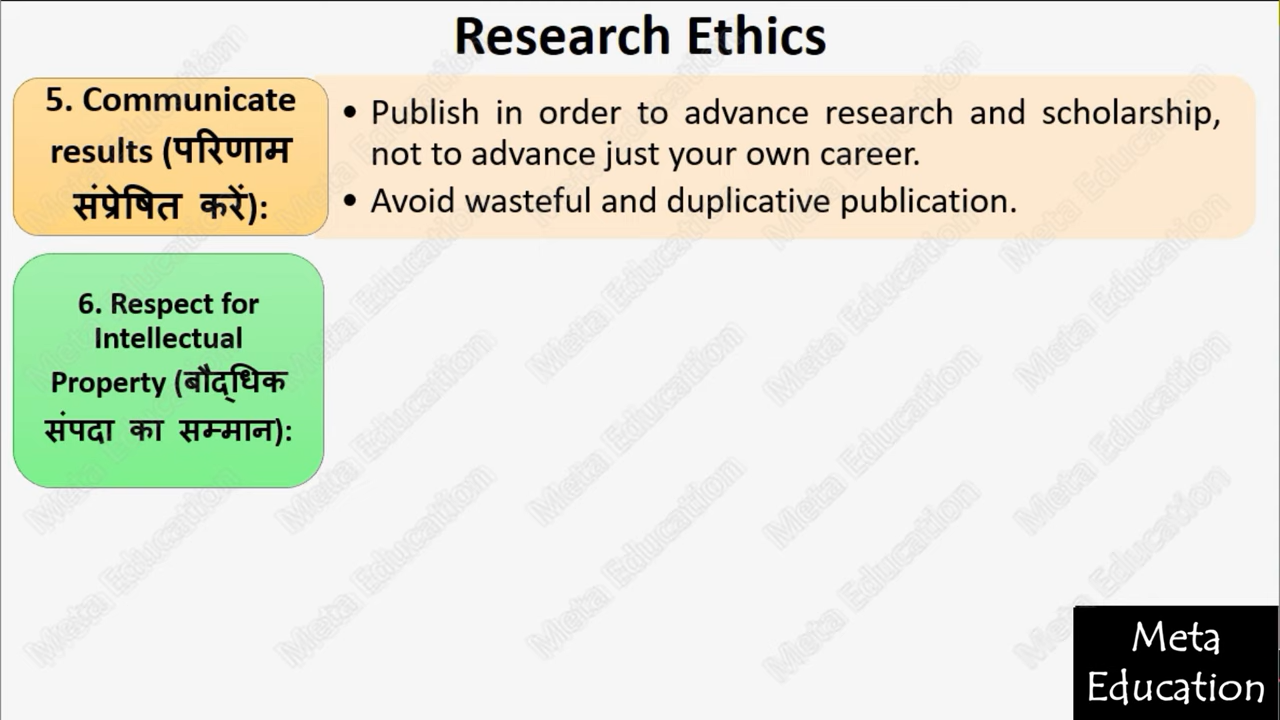 Research Ethics
5. Communicate
results (परिणाम
संप्रेषित करें):
• Publish in order to advance research and scholarship,
not to advance just your own career.
• Avoid wasteful and duplicative publication.
6. Respect for
Intellectual
Property (बौद्धिक
संपदा का सम्मान):
Meta
Education